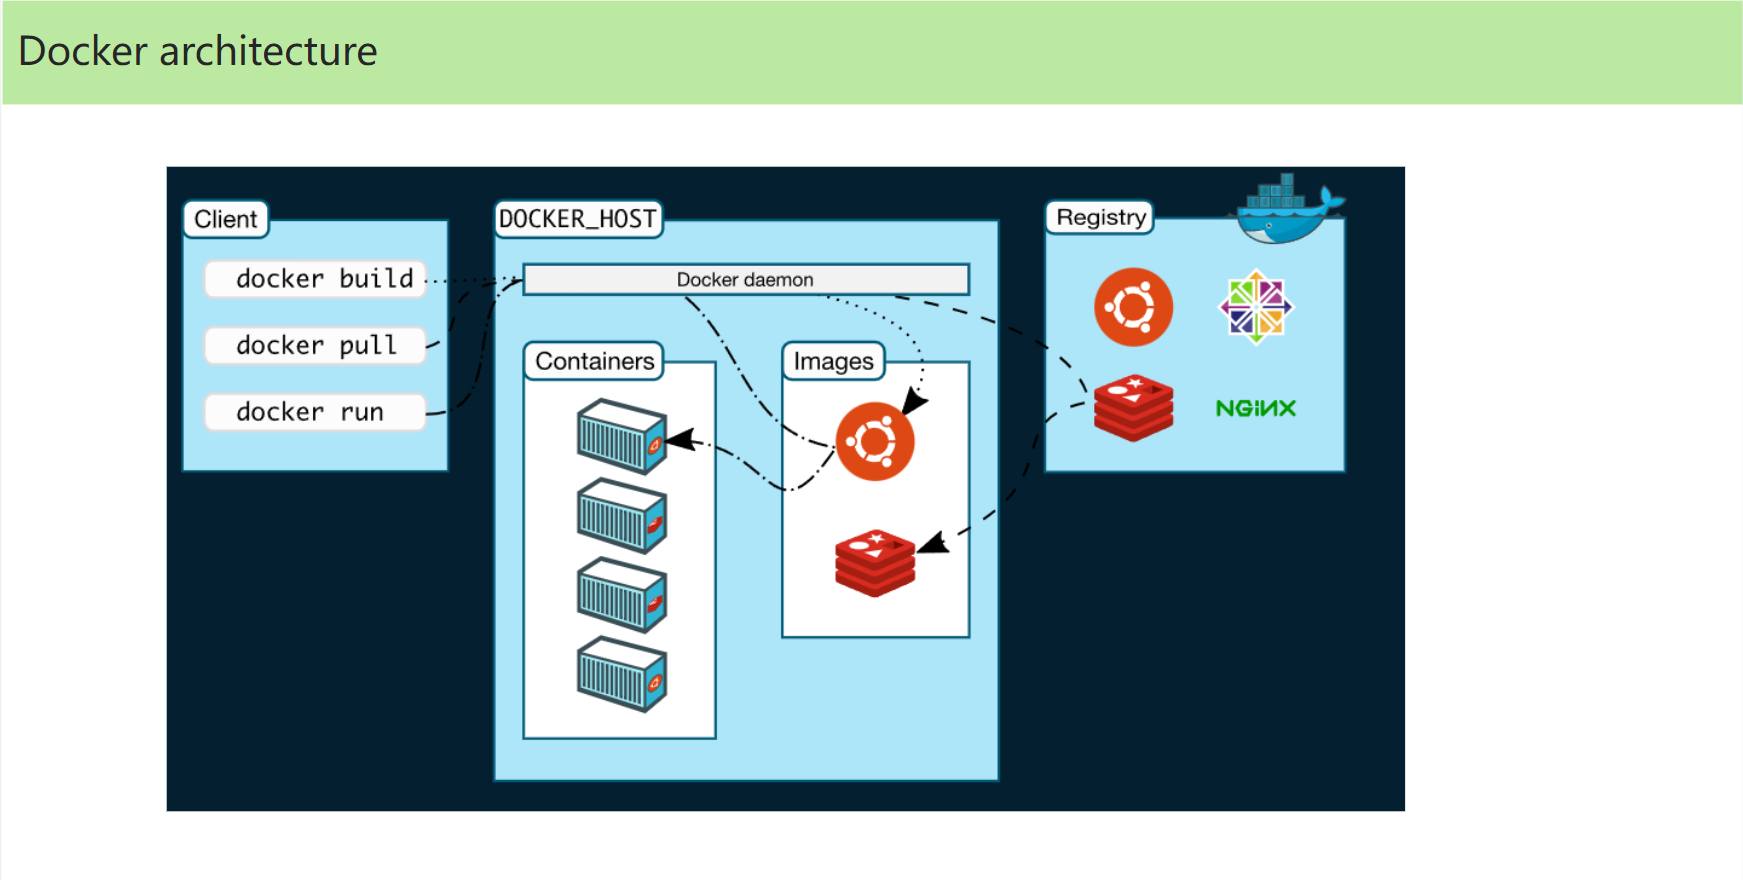 Docker architecture
Client
docker build
docker pull
docker run
DOCKER_HOST
Docker daemon
Containers
Images
Registry
NGINX